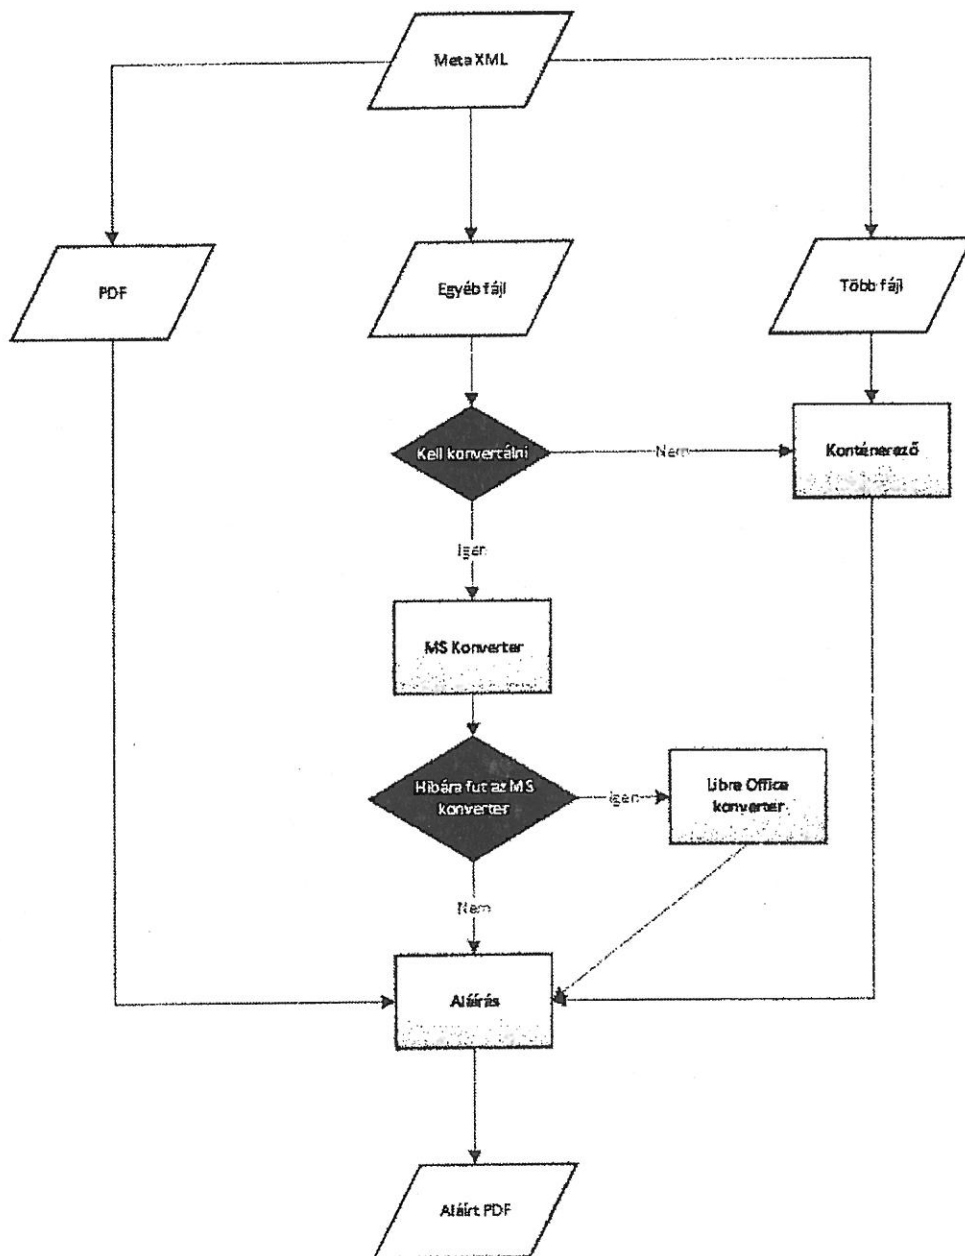 Meta XML
PDF
Egyéb fájl
Több fájl
Kell konvertálni
Nem
Konténerező
Igen
MS Konverter
Hibára fut az MS
konverter
Igen
Libre Office
konverter
Nem
Aláírás
Aláírt PDF